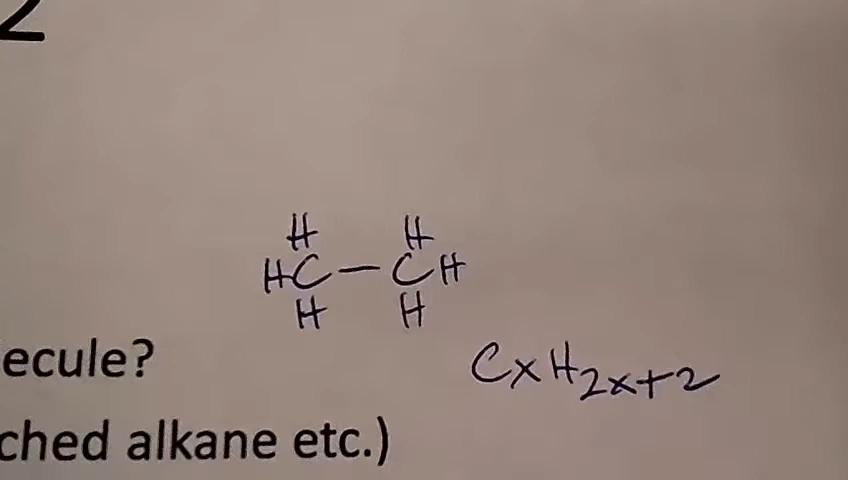 2
H H
HC-CH
H H
ecule?
CxH2x+2
ched alkane etc.)